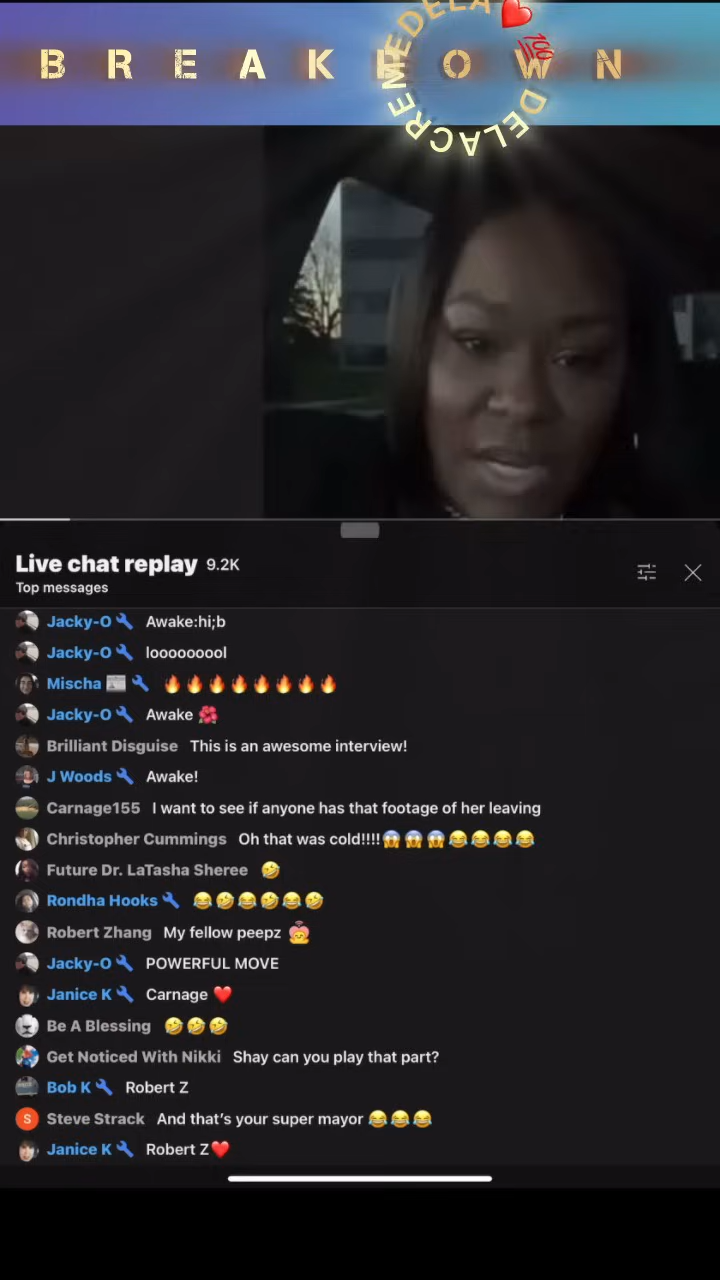 BREAKDOWN
CREMEDELA❤️💯 DELACREME
Live chat replay 9.2K
Top messages
Jacky-O🔧 Awake:hi;b
Jacky-O🔧 looooooool
Mischa 📰 🔧 🔥🔥🔥🔥🔥🔥🔥🔥
Jacky-O🔧 Awake 🌺
Brilliant Disguise This is an awesome interview!
J Woods🔧 Awake!
Carnage155 I want to see if anyone has that footage of her leaving
Christopher Cummings Oh that was cold!!!!😱😱😱😂😂😂😂
Future Dr. LaTasha Sheree 🤣
Rondha Hooks🔧 😂🤣😂🤣😂🤣
Robert Zhang My fellow peepz
Jacky-O🔧 POWERFUL MOVE
Janice K🔧 Carnage ❤️
Be A Blessing 🤣🤣🤣
Get Noticed With Nikki Shay can you play that part?
Bob K🔧 Robert Z
S Steve Strack And that's your super mayor 😂😂😂
Janice K🔧 Robert Z❤️